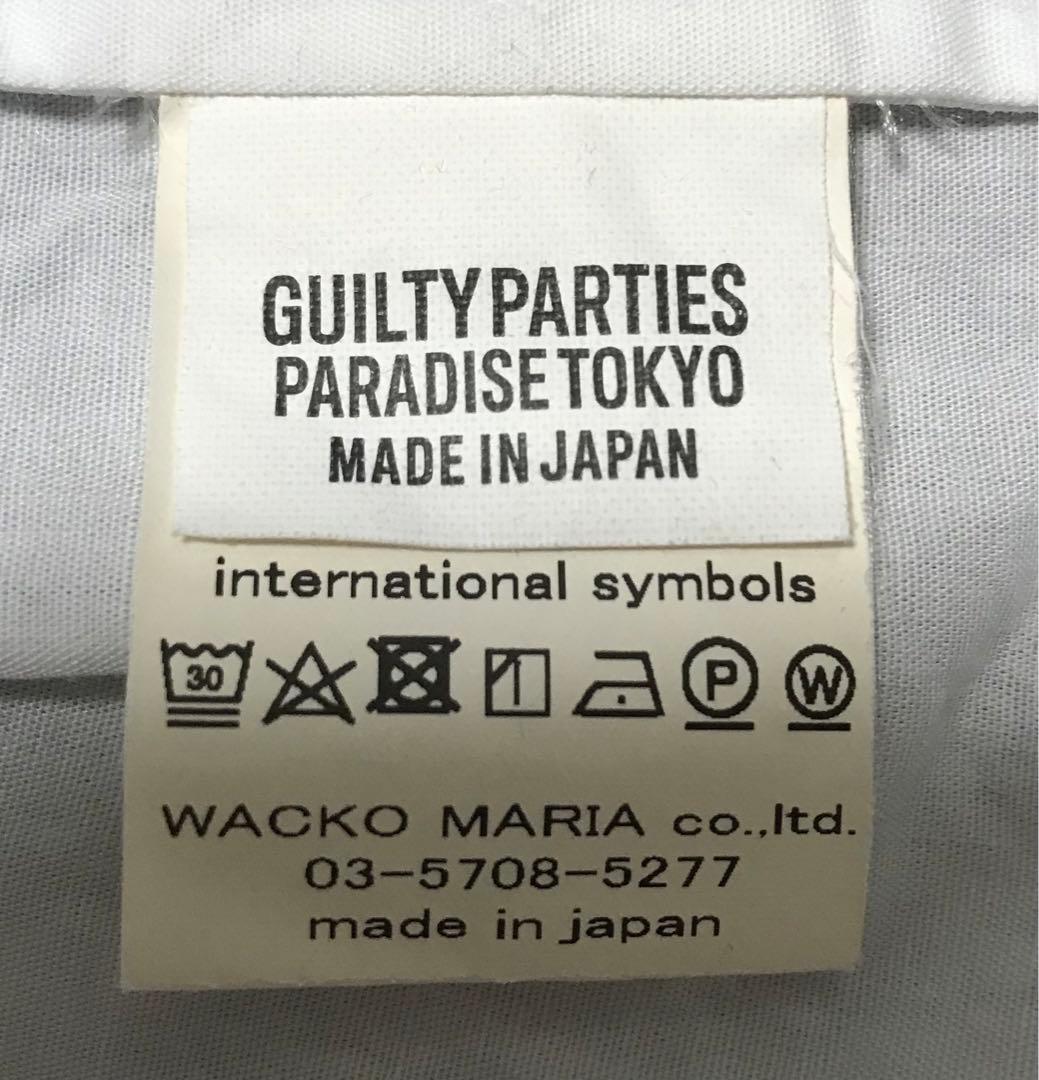 GUILTY PARTIES
PARADISE TOKYO
MADE IN JAPAN
international symbols
30 P W
WACKO MARIA co.,ltd.
03-5708-5277
made in japan